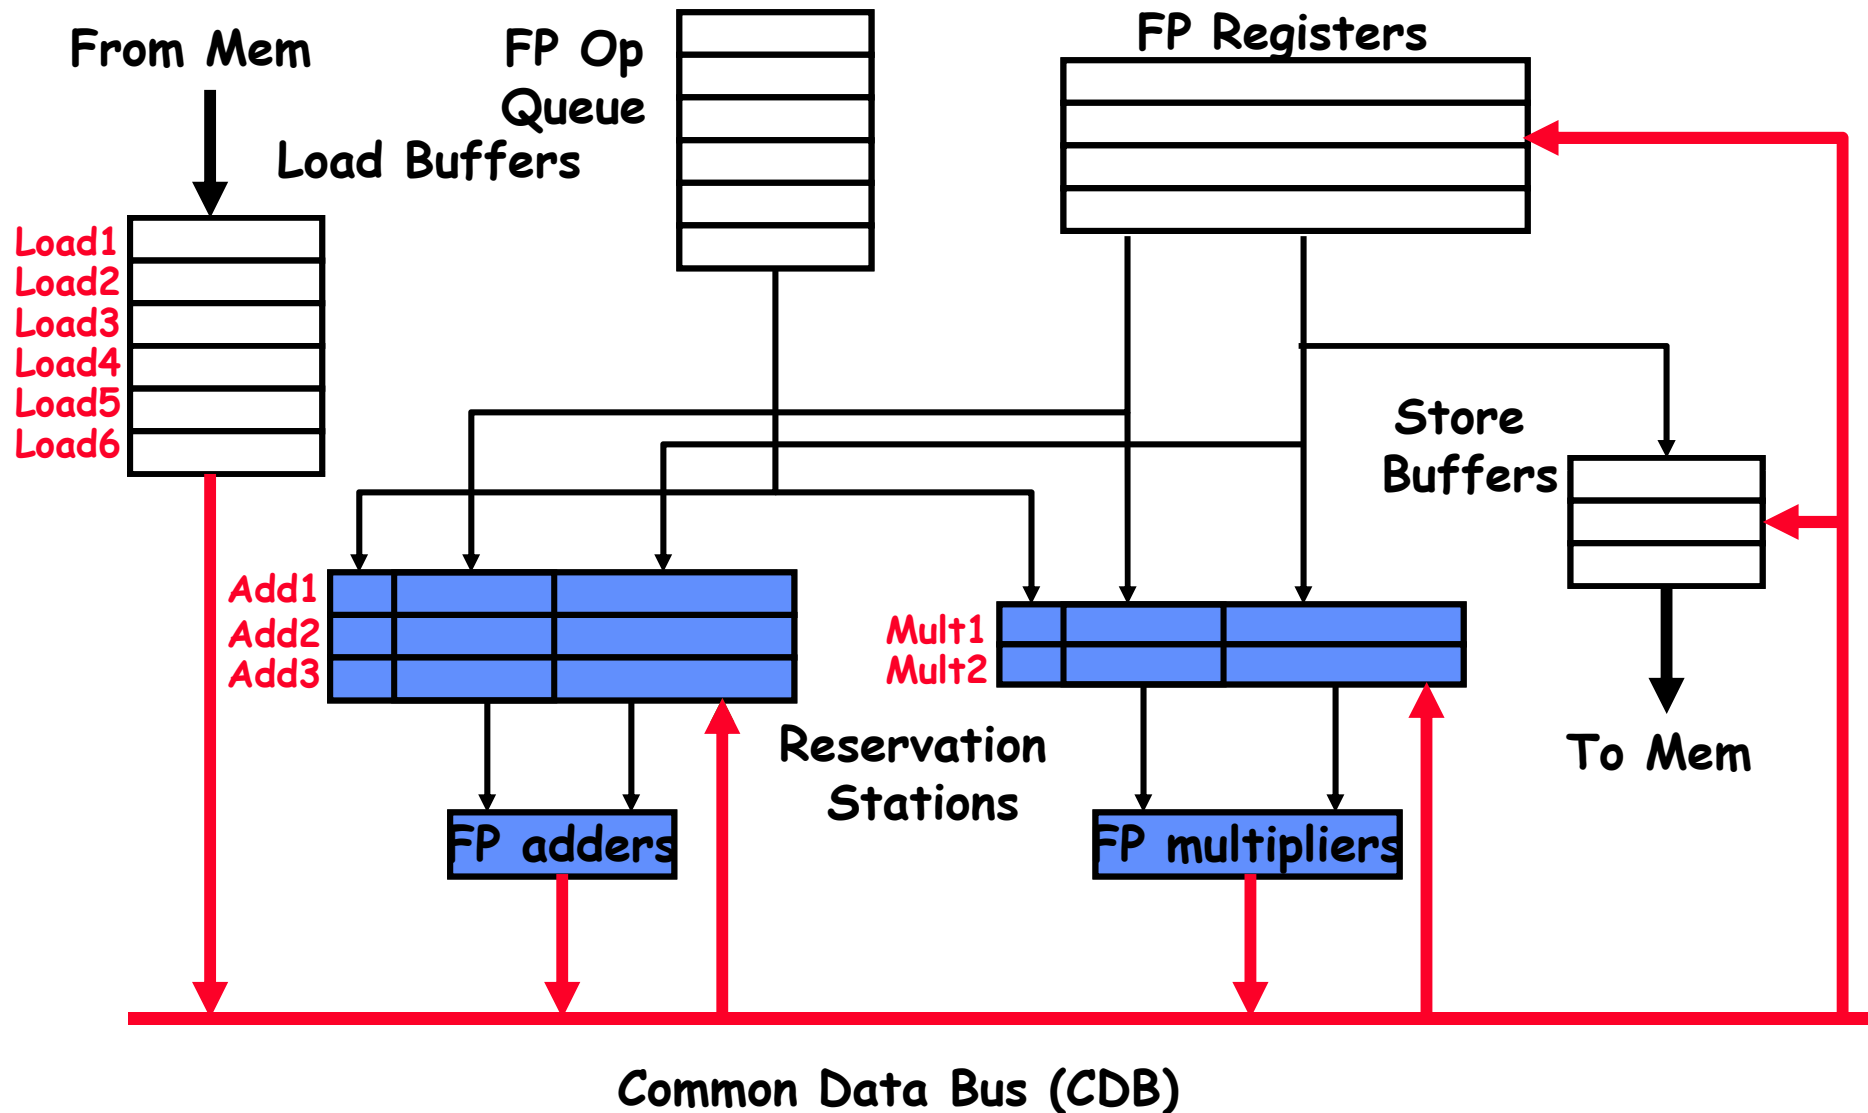 From Mem
FP Op
Queue
FP Registers
Load Buffers
Load1
Load2
Load3
Load4
Load5
Load6
Store
Buffers
Add1
Add2
Add3
Mult1
Mult2
Reservation
Stations
To Mem
FP adders
FP multipliers
Common Data Bus (CDB)